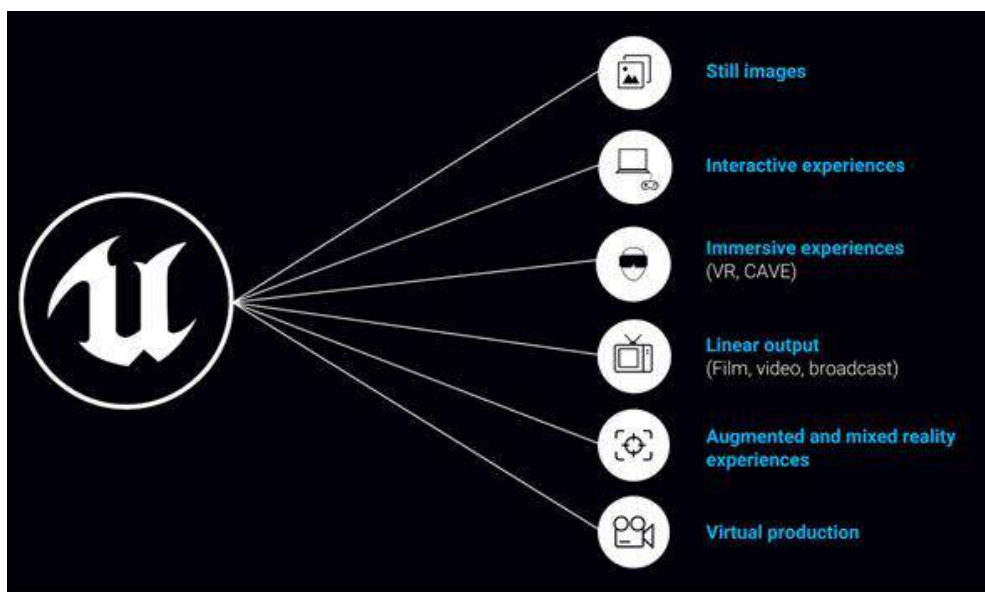 Still images
Interactive experiences
Immersive experiences
(VR, CAVE)
Linear output
(Film, video, broadcast)
Augmented and mixed reality
experiences
Virtual production